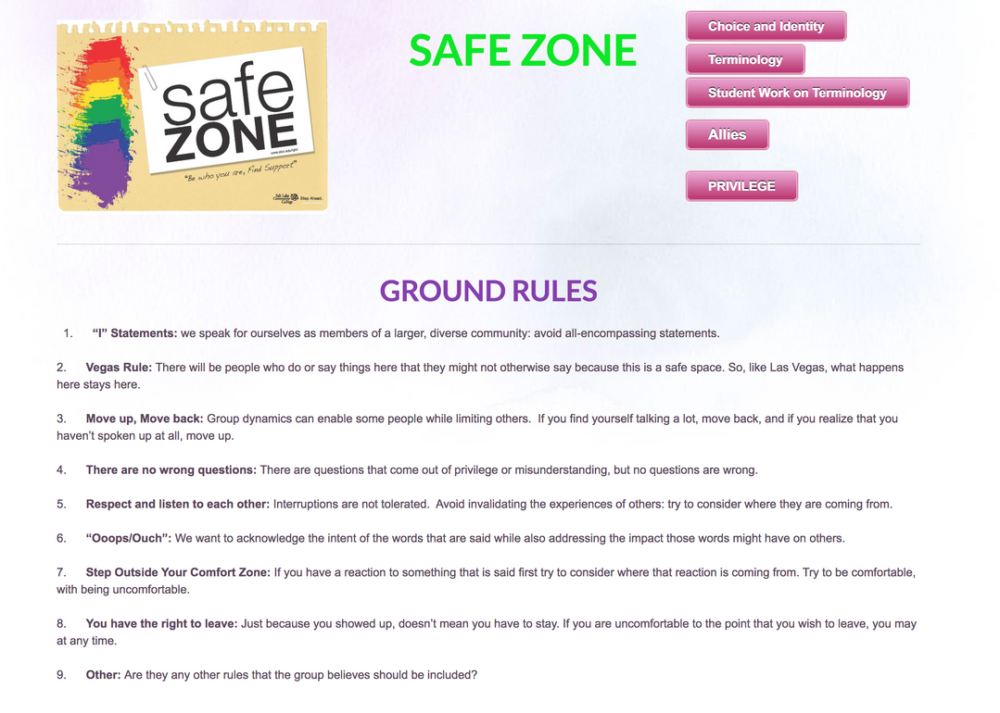 safe
ZONE
"Be who you are, Find Support"
Salt Lake
Community
College
Step Ahead.
SAFE ZONE
Choice and Identity
Terminology
Student Work on Terminology
Allies
PRIVILEGE
GROUND RULES
1. “I” Statements: we speak for ourselves as members of a larger, diverse community: avoid all-encompassing statements.
2. Vegas Rule: There will be people who do or say things here that they might not otherwise say because this is a safe space. So, like Las Vegas, what happens
here stays here.
3. Move up, Move back: Group dynamics can enable some people while limiting others.  If you find yourself talking a lot, move back, and if you realize that you
haven’t spoken up at all, move up.
4. There are no wrong questions: There are questions that come out of privilege or misunderstanding, but no questions are wrong.
5. Respect and listen to each other: Interruptions are not tolerated.  Avoid invalidating the experiences of others: try to consider where they are coming from.
6. “Ooops/Ouch”: We want to acknowledge the intent of the words that are said while also addressing the impact those words might have on others.
7. Step Outside Your Comfort Zone: If you have a reaction to something that is said first try to consider where that reaction is coming from. Try to be comfortable,
with being uncomfortable.
8. You have the right to leave: Just because you showed up, doesn’t mean you have to stay. If you are uncomfortable to the point that you wish to leave, you may
at any time.
9. Other: Are they any other rules that the group believes should be included?